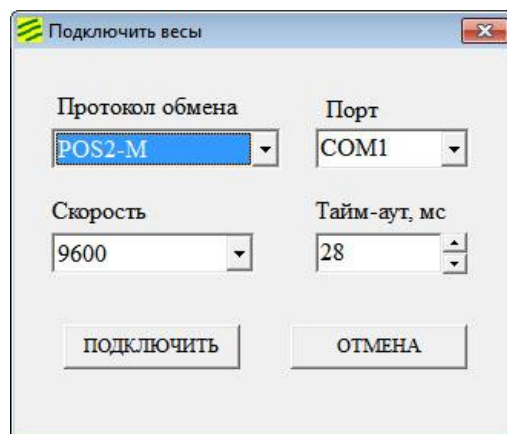 Подключить весы
Протокол обмена Порт
POS2-M COM1
Скорость Тайм-аут, мс
9600 28
ПОДКЛЮЧИТЬ ОТМЕНА